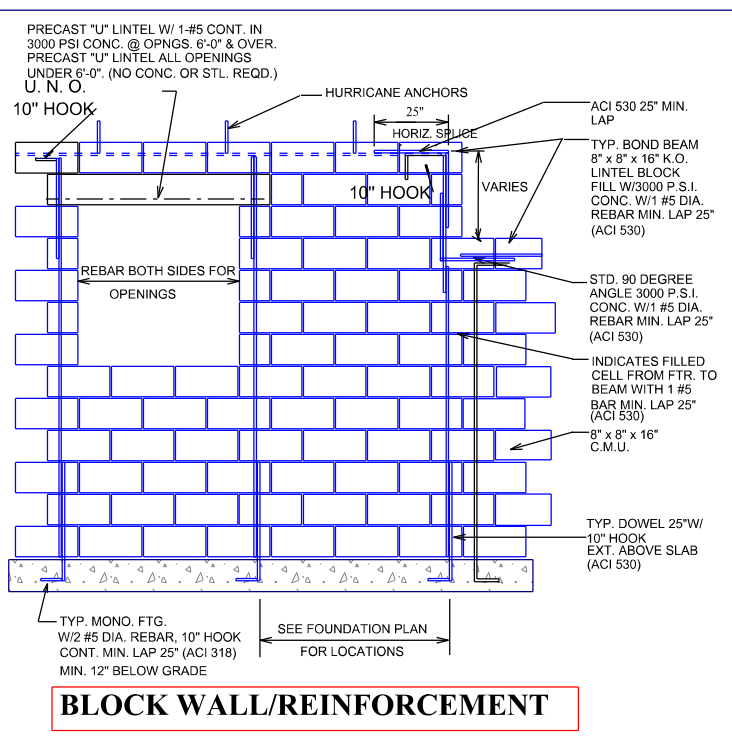 PRECAST "U" LINTEL W/ 1-#5 CONT. IN
3000 PSI CONC. @ OPNGS. 6'-0" & OVER.
PRECAST "U" LINTEL ALL OPENINGS
UNDER 6'-0". (NO CONC. OR STL. REQD.)
U. N. O.
10" HOOK
HURRICANE ANCHORS
25"
HORIZ. SPLICE
ACI 530 25" MIN.
LAP
TYP. BOND BEAM
8" x 8" x 16" K.O.
LINTEL BLOCK
FILL W/3000 P.S.I.
CONC. W/1 #5 DIA.
REBAR MIN. LAP 25"
(ACI 530)
10" HOOK
VARIES
REBAR BOTH SIDES FOR
OPENINGS
STD. 90 DEGREE
ANGLE 3000 P.S.I.
CONC. W/1 #5 DIA.
REBAR MIN. LAP 25"
(ACI 530)
INDICATES FILLED
CELL FROM FTR. TO
BEAM WITH 1 #5
BAR MIN. LAP 25"
(ACI 530)
8" x 8" x 16"
C.M.U.
TYP. DOWEL 25"W/
10" HOOK
EXT. ABOVE SLAB
(ACI 530)
TYP. MONO. FTG.
W/2 #5 DIA. REBAR, 10" HOOK
CONT. MIN. LAP 25" (ACI 318)
MIN. 12" BELOW GRADE
SEE FOUNDATION PLAN
FOR LOCATIONS
BLOCK WALL/REINFORCEMENT